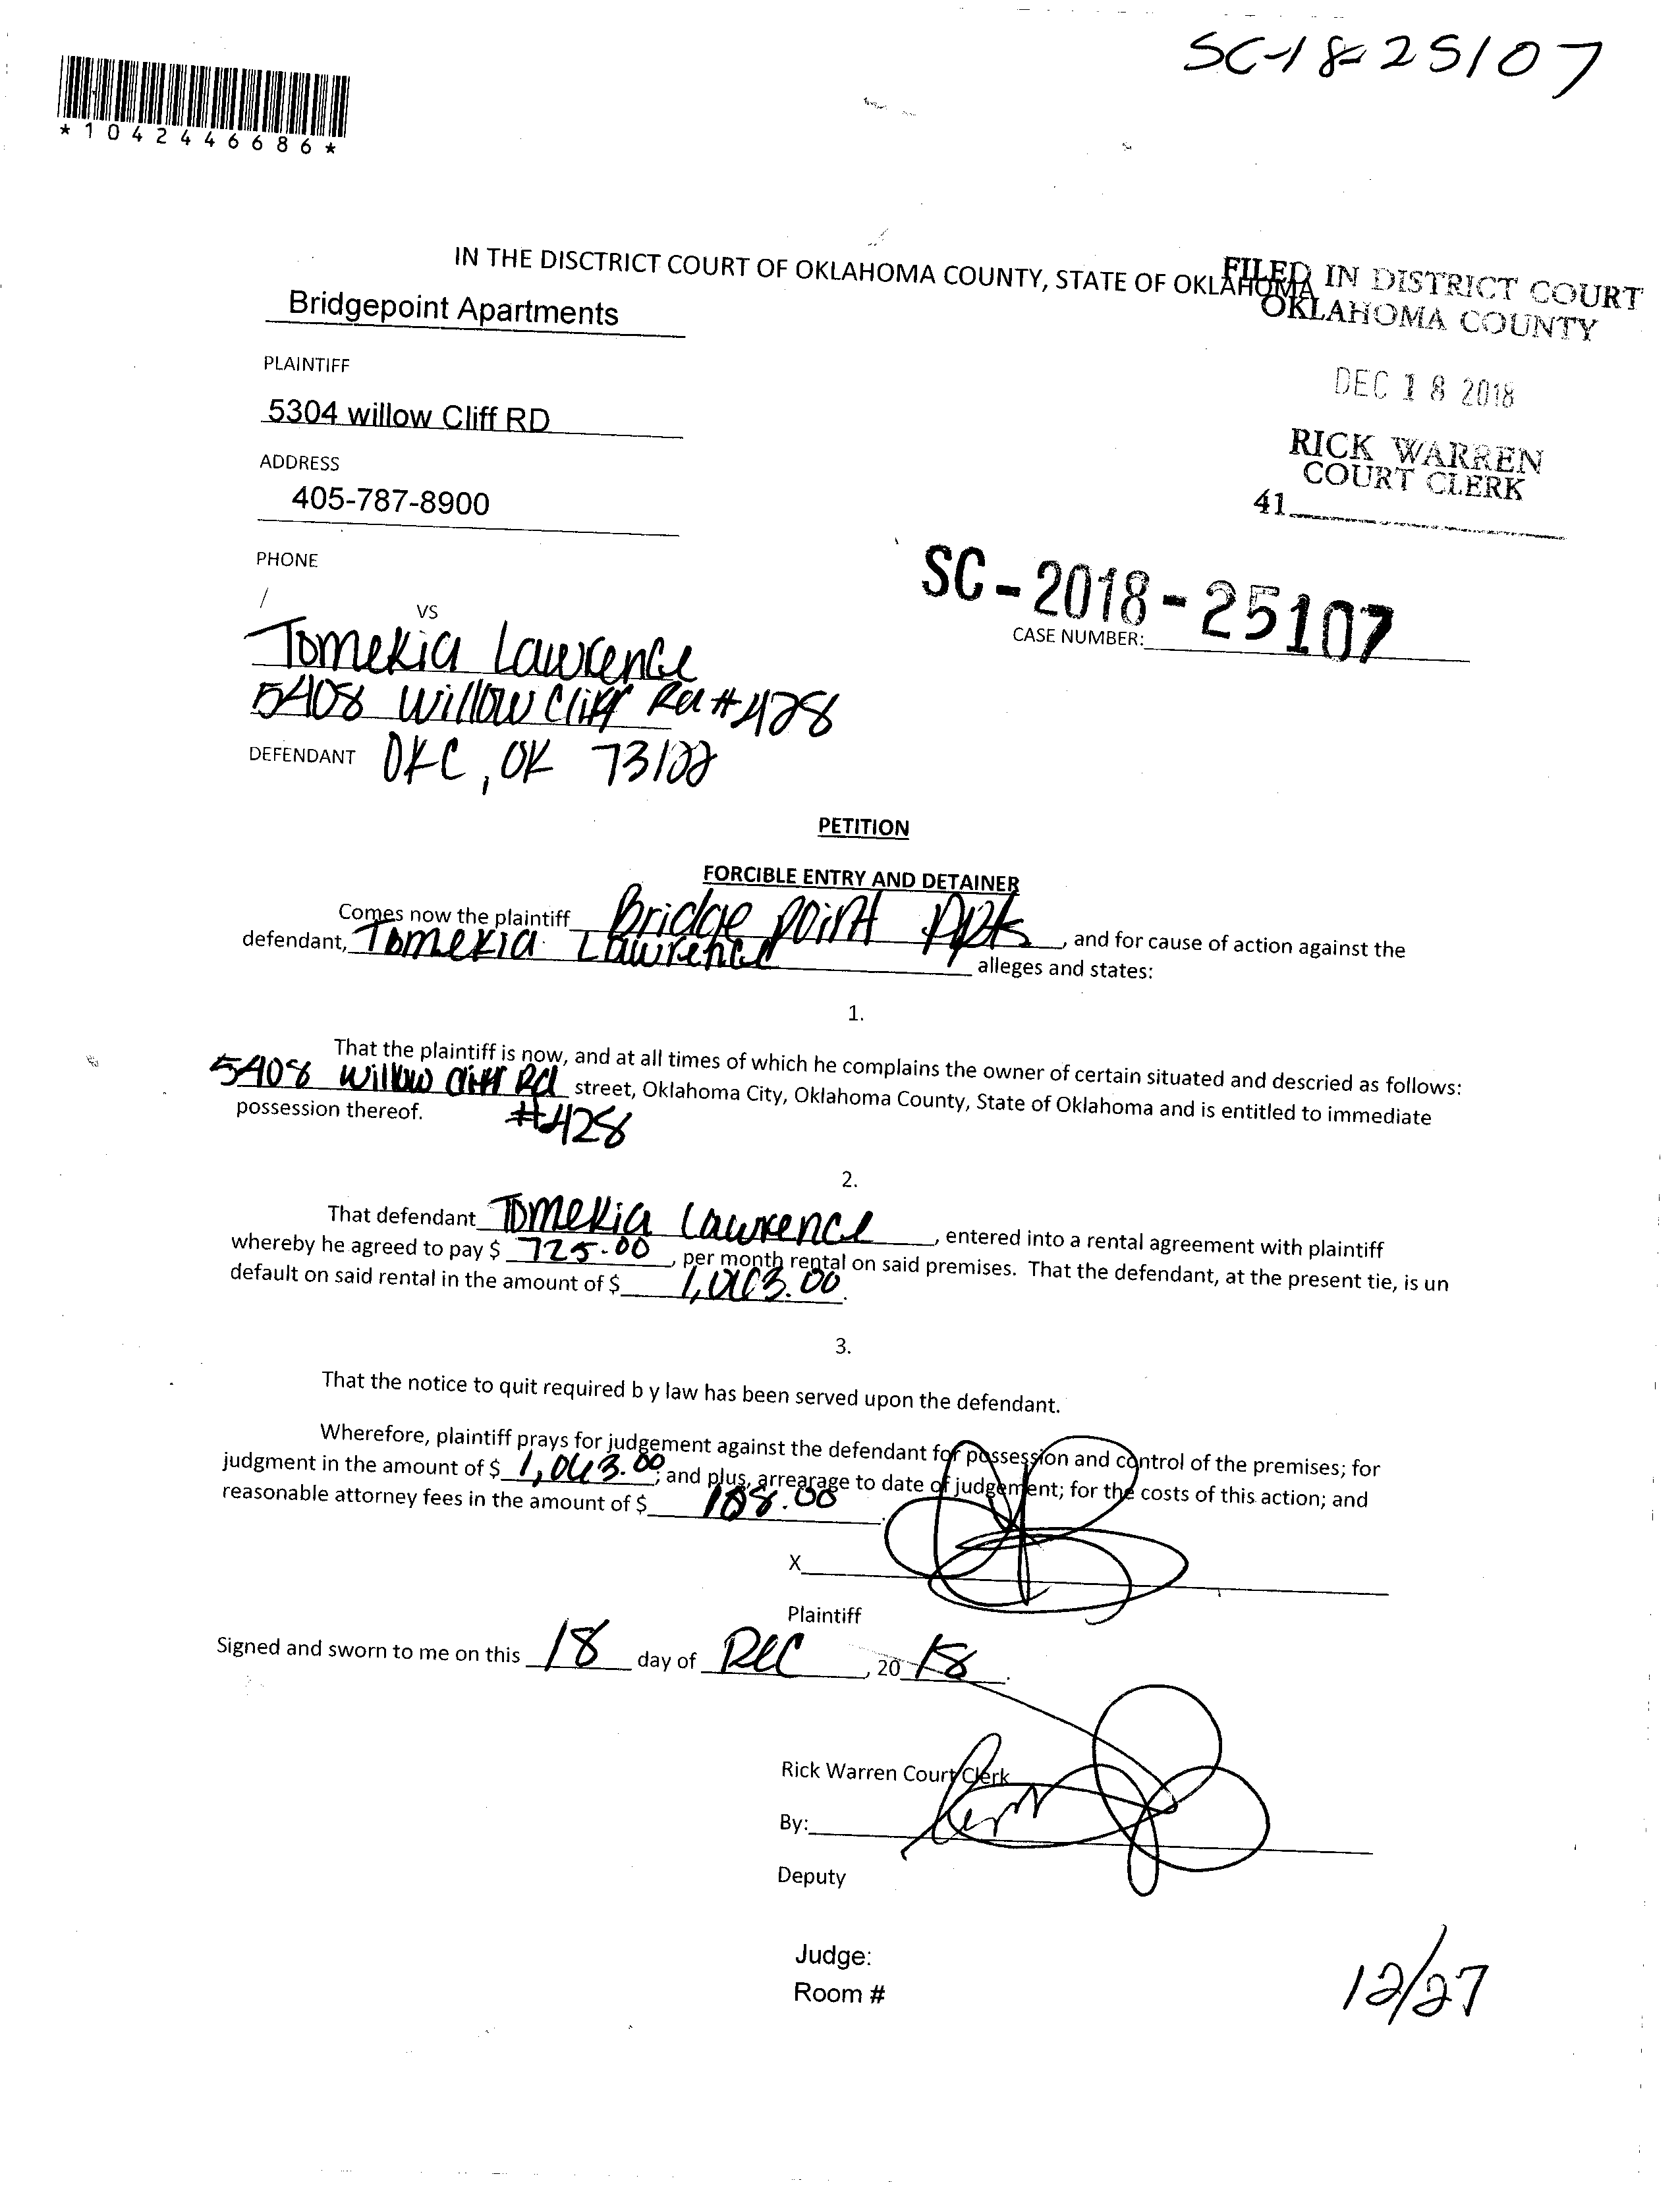 SC-18-25107
*1042446686*
IN THE DISCTRICT COURT OF OKLAHOMA COUNTY, STATE OF OKLAHOMA
FILED IN DISTRICT COURT
OKLAHOMA COUNTY
DEC 18 2018
RICK WARREN
COURT CLERK
41
Bridgepoint Apartments
PLAINTIFF
5304 willow Cliff RD
ADDRESS
405-787-8900
PHONE
/
VS
SC-2018-25107
CASE NUMBER:
Tomekia Lawrence
5408 Willow Cliff Rd #428
DEFENDANT OKC, OK 73122
PETITION
FORCIBLE ENTRY AND DETAINER
Comes now the plaintiff Bridge point Apts, and for cause of action against the
defendant, Tomekia Lawrence alleges and states:
1.
That the plaintiff is now, and at all times of which he complains the owner of certain situated and descried as follows:
5408 Willow Cliff Rd street, Oklahoma City, Oklahoma County, State of Oklahoma and is entitled to immediate
possession thereof. #428
2.
That defendant Tomekia Lawrence, entered into a rental agreement with plaintiff
whereby he agreed to pay $ 725.00, per month rental on said premises. That the defendant, at the present tie, is un
default on said rental in the amount of $ .
3.
That the notice to quit required b y law has been served upon the defendant.
Wherefore, plaintiff prays for judgement against the defendant for possession and control of the premises; for
judgment in the amount of $ ; and plus, arrearage to date of judgement; for the costs of this action; and
reasonable attorney fees in the amount of $ .
X
Plaintiff
Signed and sworn to me on this 18 day of Dec, 2018.
Rick Warren Court Clerk
By:
Deputy
Judge:
Room #
12/27